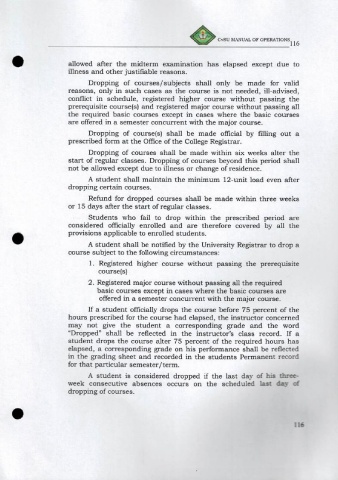 CvSU MANUAL OF OPERATIONS 116
allowed after the midterm examination has elapsed except due to
illness and other justifiable reasons.
Dropping of courses/subjects shall only be made for valid
reasons, only in such cases as the course is not needed, ill-advised,
conflict in schedule, registered higher course without passing the
prerequisite course(s) and registered major course without passing all
the required basic courses except in cases where the basic courses
are offered in a semester concurrent with the major course.
Dropping of course(s) shall be made official by filling out a
prescribed form at the Office of the College Registrar.
Dropping of courses shall be made within six weeks after the
start of regular classes. Dropping of courses beyond this period shall
not be allowed except due to illness or change of residence.
A student shall maintain the minimum 12-unit load even after
dropping certain courses.
Refund for dropped courses shall be made within three weeks
or 15 days after the start of regular classes.
Students who fail to drop within the prescribed period are
considered officially enrolled and are therefore covered by all the
provisions applicable to enrolled students.
A student shall be notified by the University Registrar to drop a
course subject to the following circumstances:
1. Registered higher course without passing the prerequisite
course(s)
2. Registered major course without passing all the required
basic courses except in cases where the basic courses are
offered in a semester concurrent with the major course.
If a student officially drops the course before 75 percent of the
hours prescribed for the course had elapsed, the instructor concerned
may not give the student a corresponding grade and the word
"Dropped" shall be reflected in the instructor's class record. If a
student drops the course after 75 percent of the required hours has
elapsed, a corresponding grade on his performance shall be reflected
in the grading sheet and recorded in the students Permanent record
for that particular semester/term.
A student is considered dropped if the last day of his three-
week consecutive absences occurs on the scheduled last day of
dropping of courses.
116